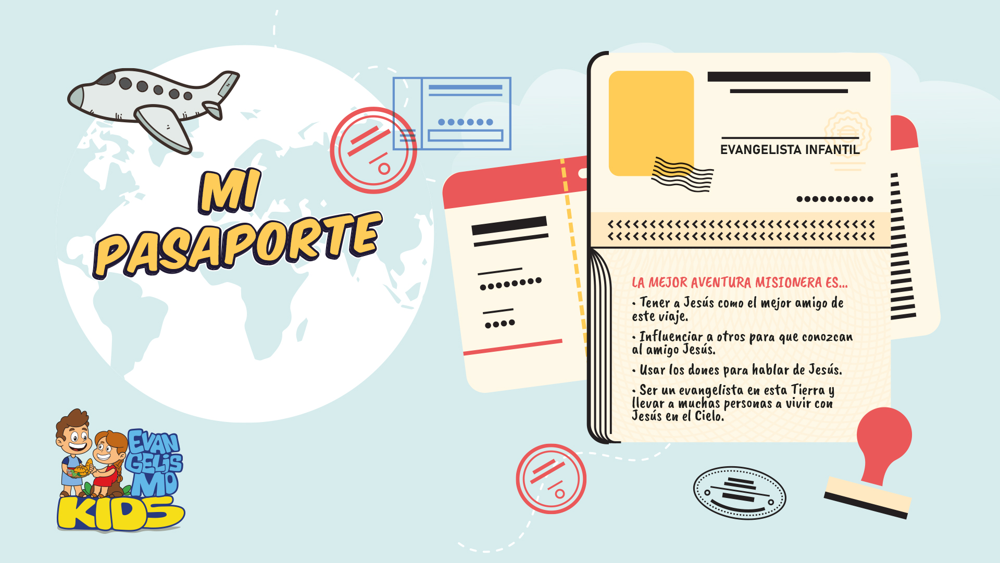 MI
PASAPORTE
EVANGELISTA INFANTIL
LA MEJOR AVENTURA MISIONERA ES...
• Tener a Jesús como el mejor amigo de
este viaje.
• Influenciar a otros para que conozcan
al amigo Jesús.
• Usar los dones para hablar de Jesús.
• Ser un evangelista en esta Tierra y
llevar a muchas personas a vivir con
Jesús en el Cielo.
EVAN
GELIS
MO
KIDS